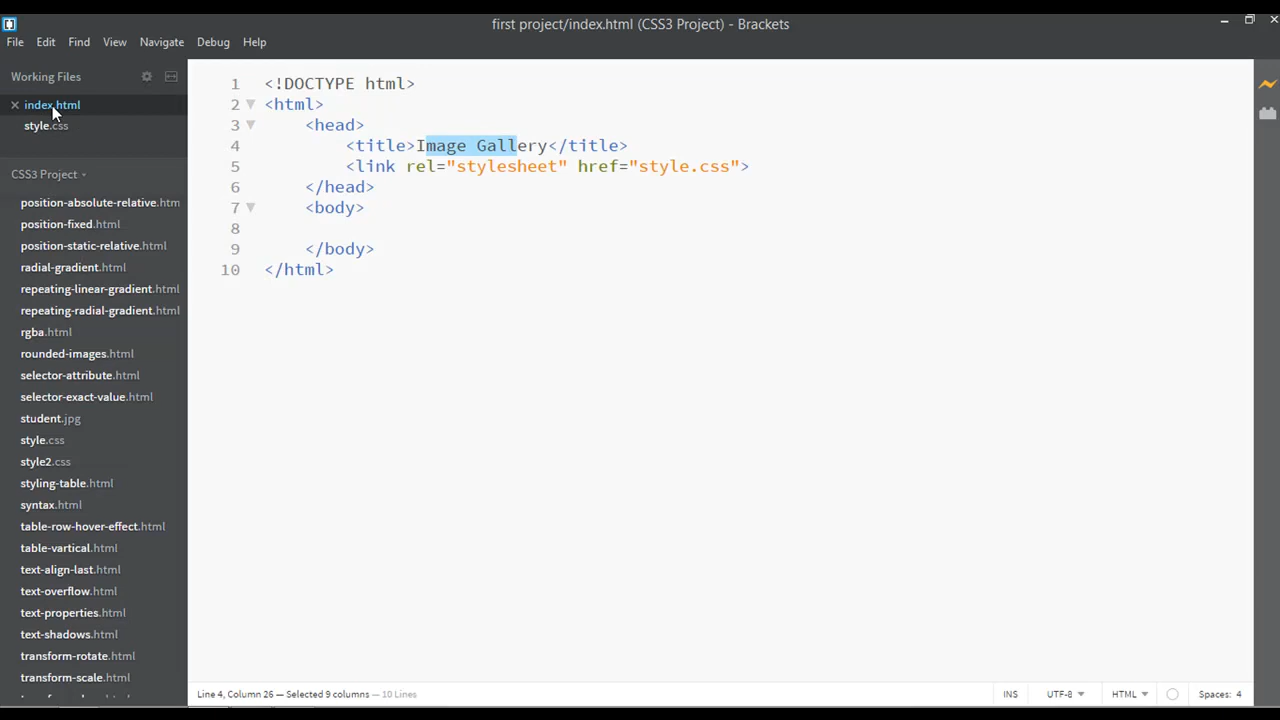 first project/index.html (CSS3 Project) - Brackets
File Edit Find View Navigate Debug Help
Working Files
index.html
style.css
CSS3 Project
position-absolute-relative.htm
position-fixed.html
position-static-relative.html
radial-gradient.html
repeating-linear-gradient.html
repeating-radial-gradient.html
rgba.html
rounded-images.html
selector-attribute.html
selector-exact-value.html
student.jpg
style.css
style2.css
styling-table.html
syntax.html
table-row-hover-effect.html
table-vartical.html
text-align-last.html
text-overflow.html
text-properties.html
text-shadows.html
transform-rotate.html
transform-scale.html
1 <!DOCTYPE html>
2 <html>
3 <head>
4 <title>Image Gallery</title>
5 <link rel="stylesheet" href="style.css">
6 </head>
7 <body>
8
9 </body>
10 </html>
Line 4, Column 26 — Selected 9 columns — 10 Lines
INS UTF-8 HTML Spaces: 4